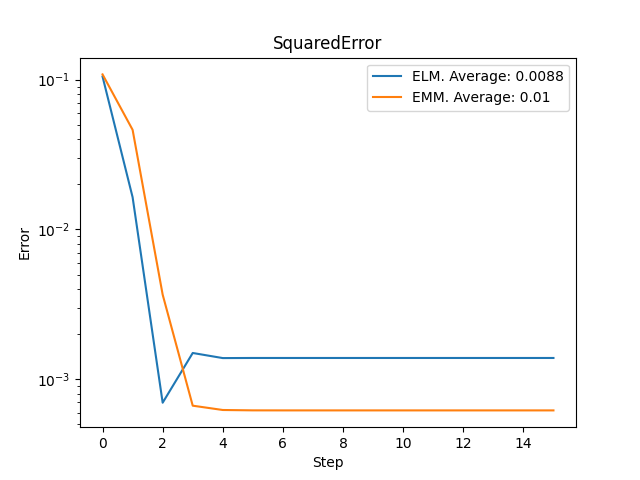 SquaredError
ELM. Average: 0.0088
EMM. Average: 0.01
10⁻¹
10⁻²
10⁻³
Error
0 2 4 6 8 10 12 14
Step